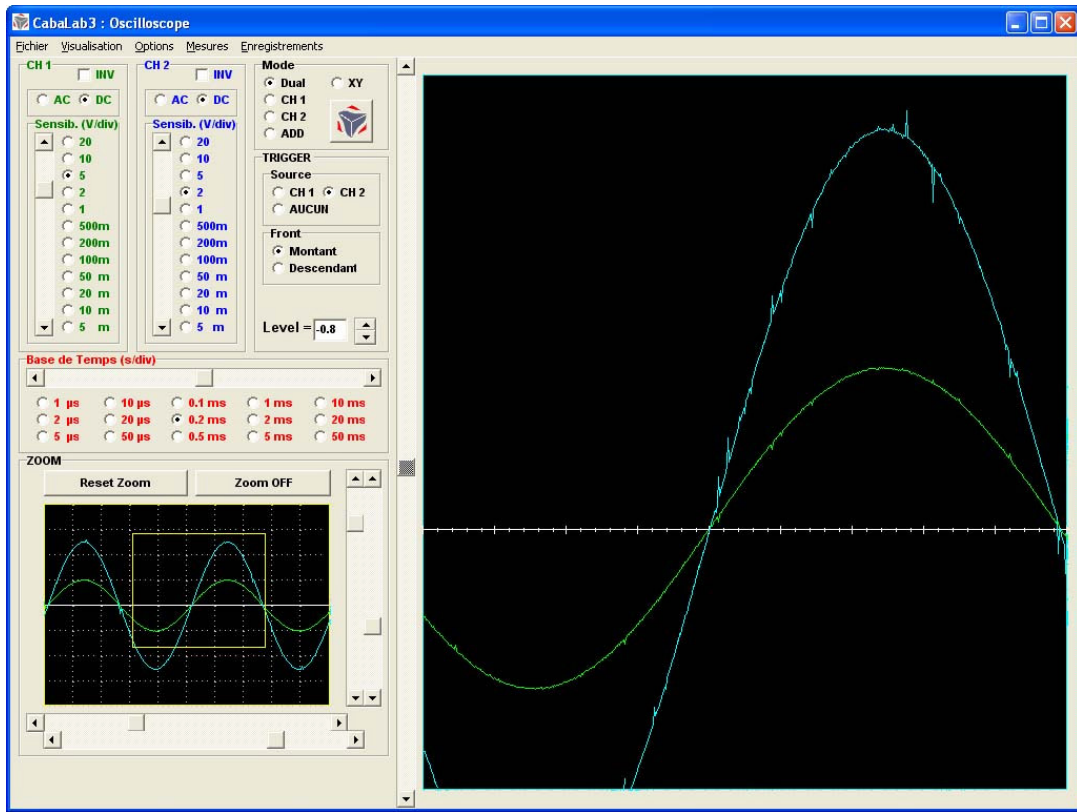 CabaLab3 : Oscilloscope
Fichier Visualisation Options Mesures Enregistrements
CH 1
INV
AC DC
Sensib. (V/div)
20
10
5
2
1
500m
200m
100m
50 m
20 m
10 m
5 m
CH 2
INV
AC DC
Sensib. (V/div)
20
10
5
2
1
500m
200m
100m
50 m
20 m
10 m
5 m
Mode
Dual XY
CH 1
CH 2
ADD
TRIGGER
Source
CH 1 CH 2
AUCUN
Front
Montant
Descendant
Level = -0.8
Base de Temps (s/div)
1 µs 10 µs 0.1 ms 1 ms 10 ms
2 µs 20 µs 0.2 ms 2 ms 20 ms
5 µs 50 µs 0.5 ms 5 ms 50 ms
ZOOM
Reset Zoom Zoom OFF